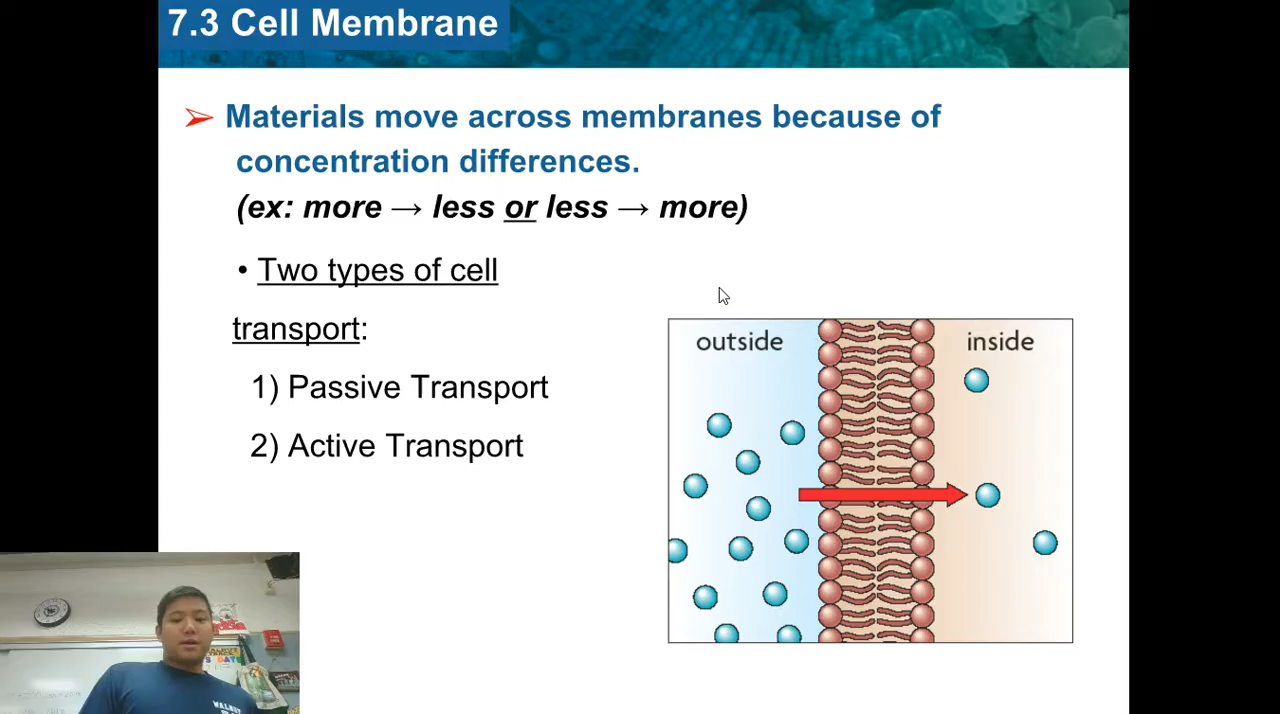 7.3 Cell Membrane
➢ Materials move across membranes because of
concentration differences.
(ex: more → less or less → more)
• Two types of cell
transport:
1) Passive Transport
2) Active Transport
outside
inside
WALNUT